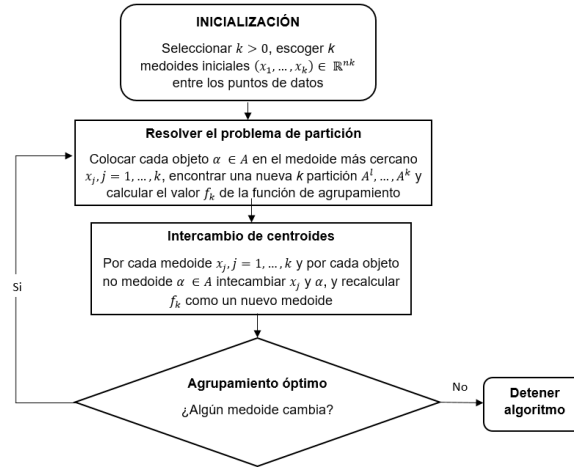 INICIALIZACIÓN
Seleccionar k > 0, escoger k
medoides iniciales (x₁, ..., xₖ) ∈ ℝⁿᵏ
entre los puntos de datos
Resolver el problema de partición
Colocar cada objeto α ∈ A en el medoide más cercano
xⱼ, j = 1, ..., k, encontrar una nueva k partición Aˡ, ..., Aᵏ y
calcular el valor fₖ de la función de agrupamiento
Intercambio de centroides
Por cada medoide xⱼ, j = 1, ..., k y por cada objeto
no medoide α ∈ A intecambiar xⱼ y α, y recalcular
fₖ como un nuevo medoide
Si
Agrupamiento óptimo
¿Algún medoide cambia?
No
Detener
algoritmo